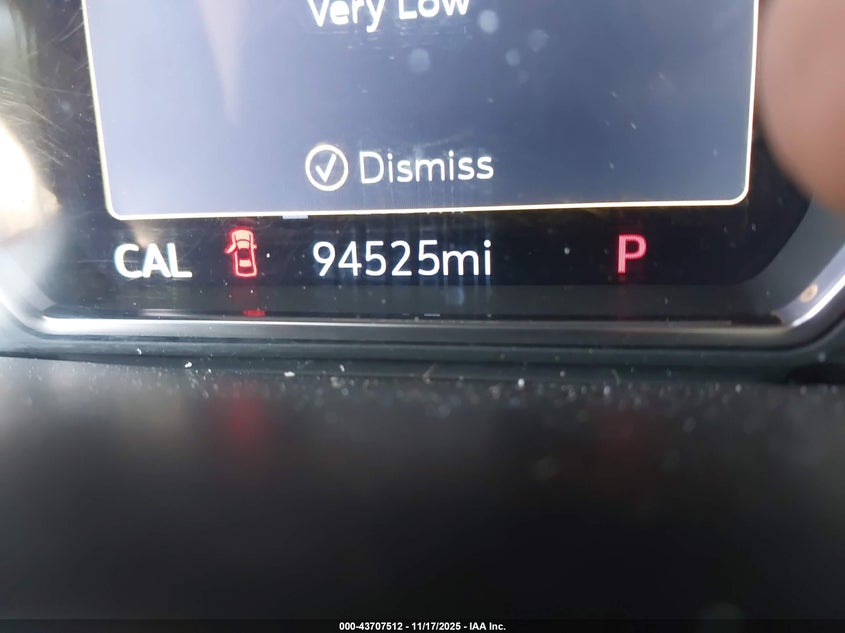 Very Low
Dismiss
CAL 94525mi P
000-43707512 - 11/17/2025 - IAA Inc.